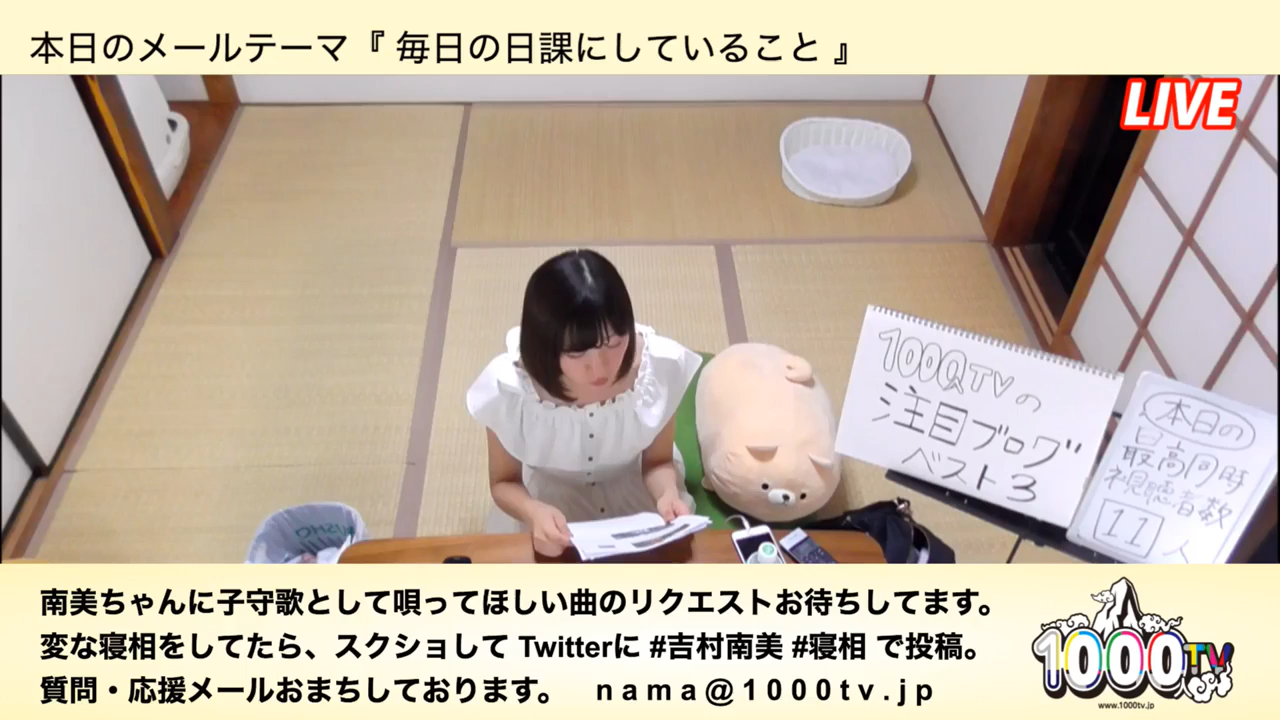 本日のメールテーマ『 毎日の日課にしていること 』
LIVE
1000TVの
注目ブログ
ベスト3
本日の
最高同時
視聴者数
11人
南美ちゃんに子守歌として唄ってほしい曲のリクエストお待ちしてます。
変な寝相をしてたら、スクショして Twitterに #吉村南美 #寝相 で投稿。
質問・応援メールおまちしております。 nama@1000tv.jp
1000TV
www.1000tv.jp